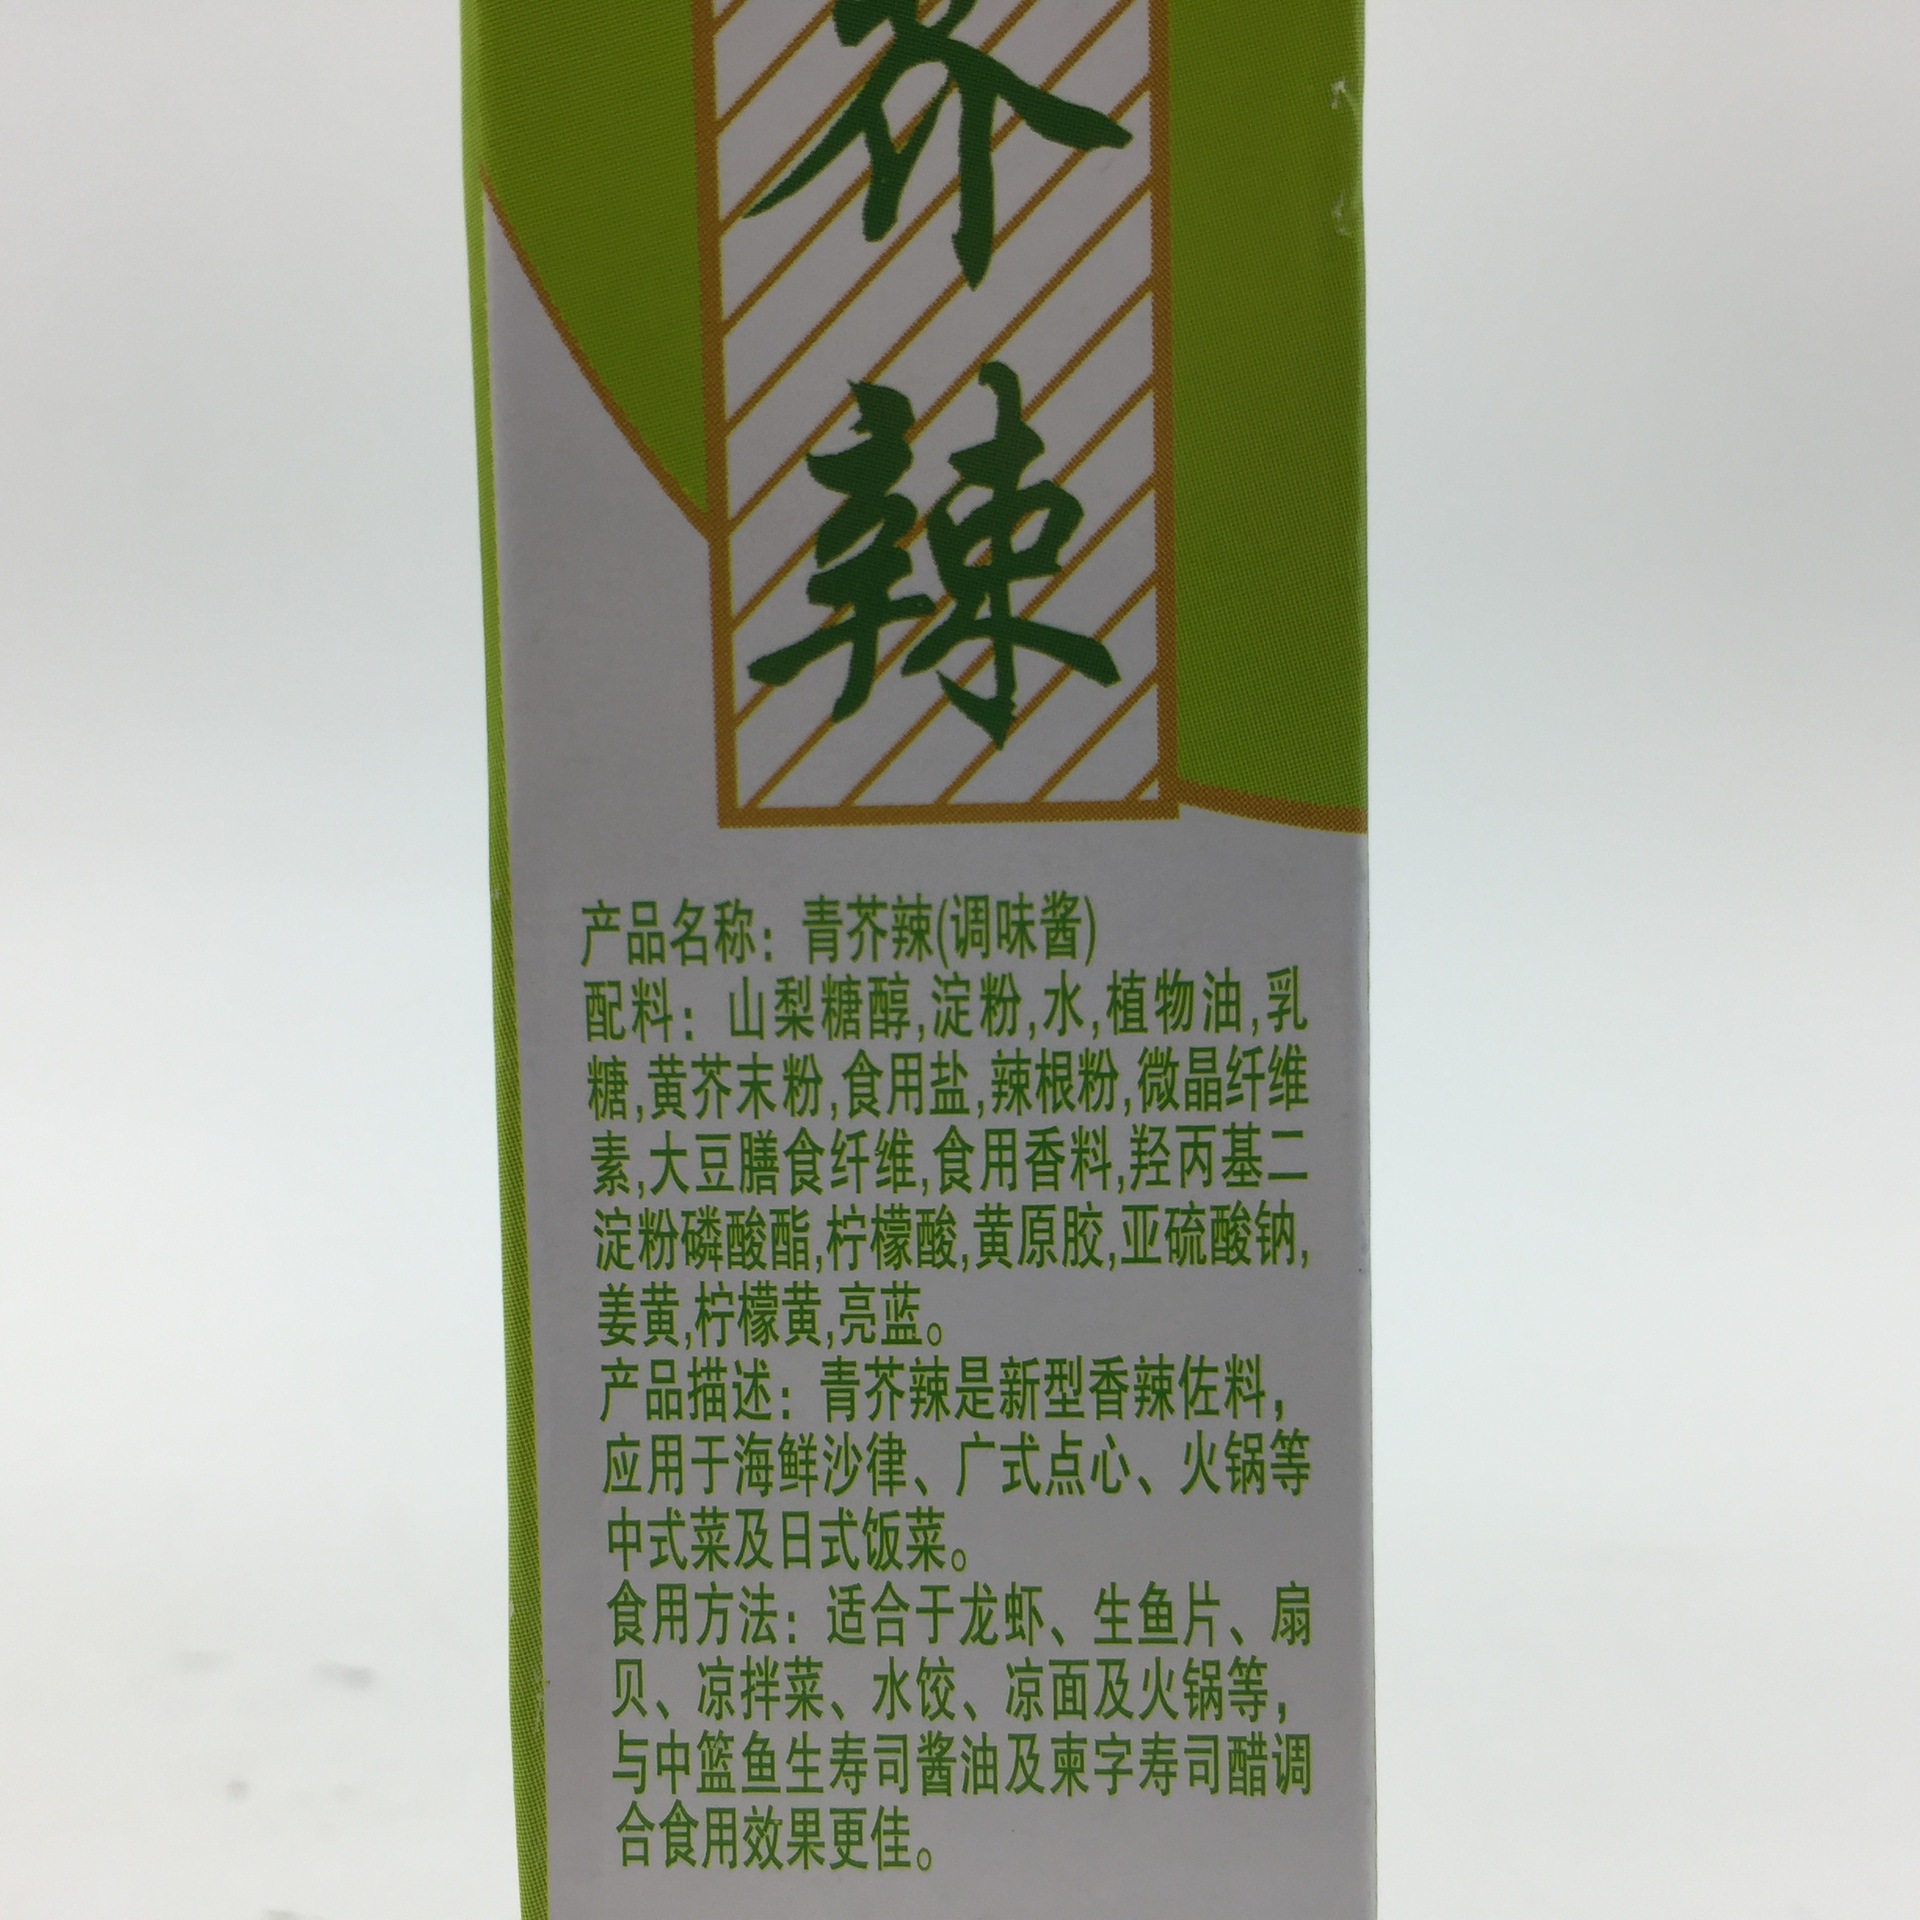 芥
辣
产品名称：青芥辣(调味酱)
配料：山梨糖醇,淀粉,水,植物油,乳
糖,黄芥末粉,食用盐,辣根粉,微晶纤维
素,大豆膳食纤维,食用香料,羟丙基二
淀粉磷酸酯,柠檬酸,黄原胶,亚硫酸钠,
姜黄,柠檬黄,亮蓝。
产品描述：青芥辣是新型香辣佐料，
应用于海鲜沙律、广式点心、火锅等
中式菜及日式饭菜。
食用方法：适合于龙虾、生鱼片、扇
贝、凉拌菜、水饺、凉面及火锅等，
与中篮鱼生寿司酱油及東字寿司醋调
合食用效果更佳。